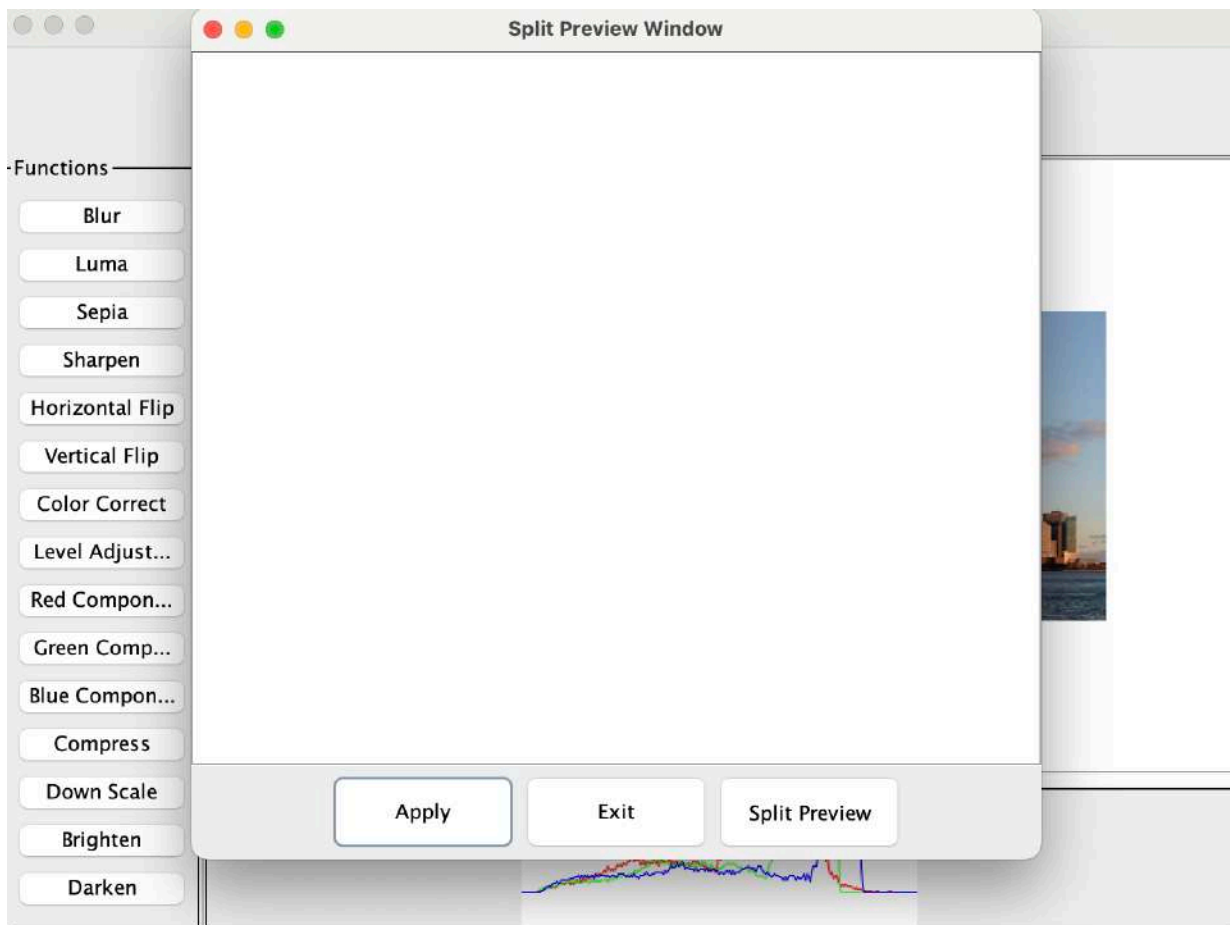 Split Preview Window
Functions
Blur
Luma
Sepia
Sharpen
Horizontal Flip
Vertical Flip
Color Correct
Level Adjust...
Red Compon...
Green Comp...
Blue Compon...
Compress
Down Scale
Brighten
Darken
Apply Exit Split Preview